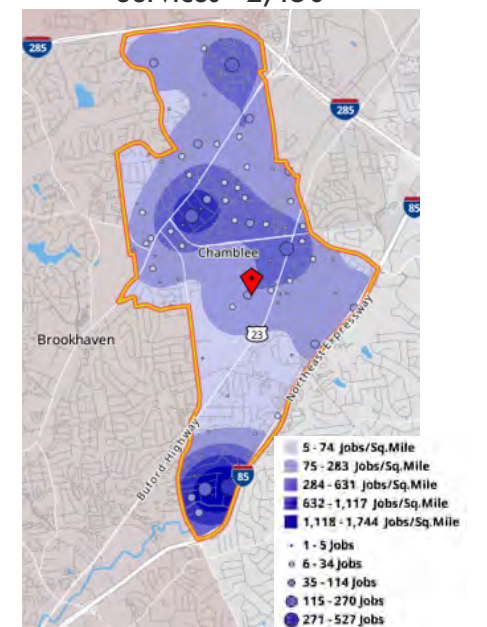 Services -
285
285
85
Chamblee
23
Brookhaven
Northeast Expressway
Buford Highway
85
5 - 74 Jobs/Sq.Mile
75 - 283 Jobs/Sq.Mile
284 - 631 Jobs/Sq.Mile
632 - 1,117 Jobs/Sq.Mile
1,118 - 1,744 Jobs/Sq.Mile
1 - 5 Jobs
6 - 34 Jobs
35 - 114 Jobs
115 - 270 Jobs
271 - 527 Jobs